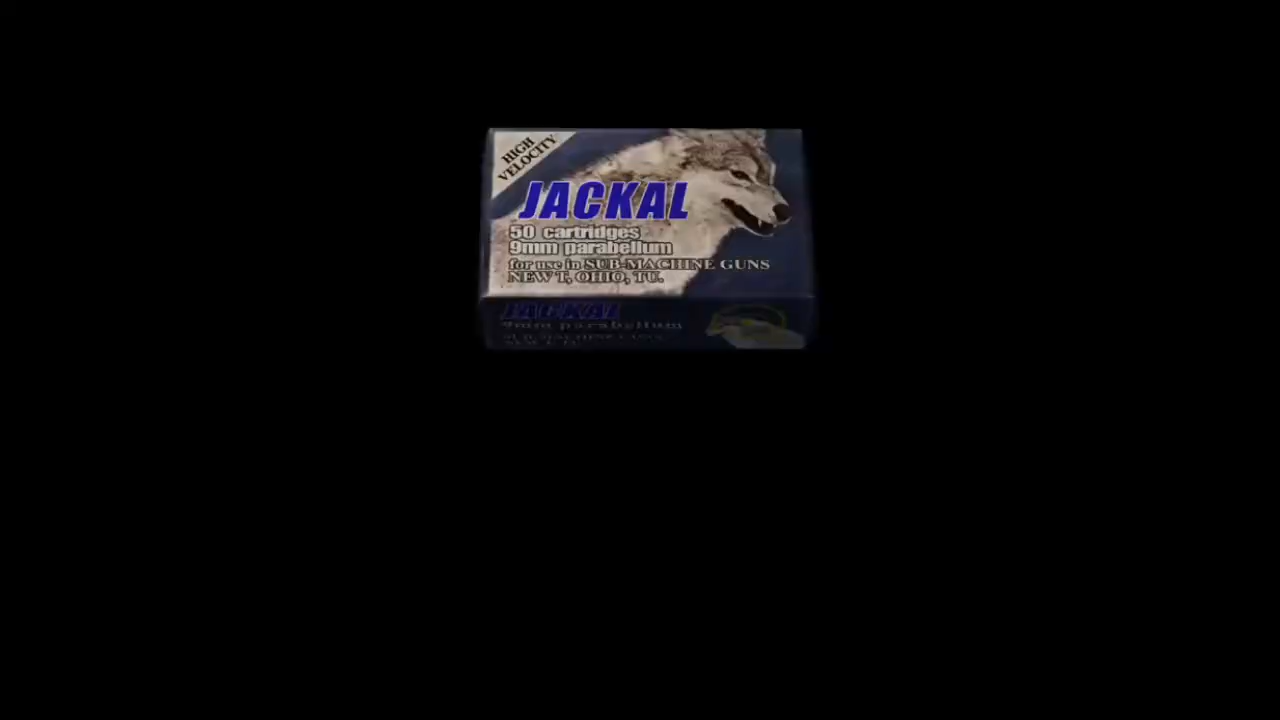 HIGH
VELOCITY
JACKAL
50 cartridges
9mm parabellum
for use in SUB-MACHINE GUNS
NEW T, OHIO, TU.
JACKAL
9mm parabellum